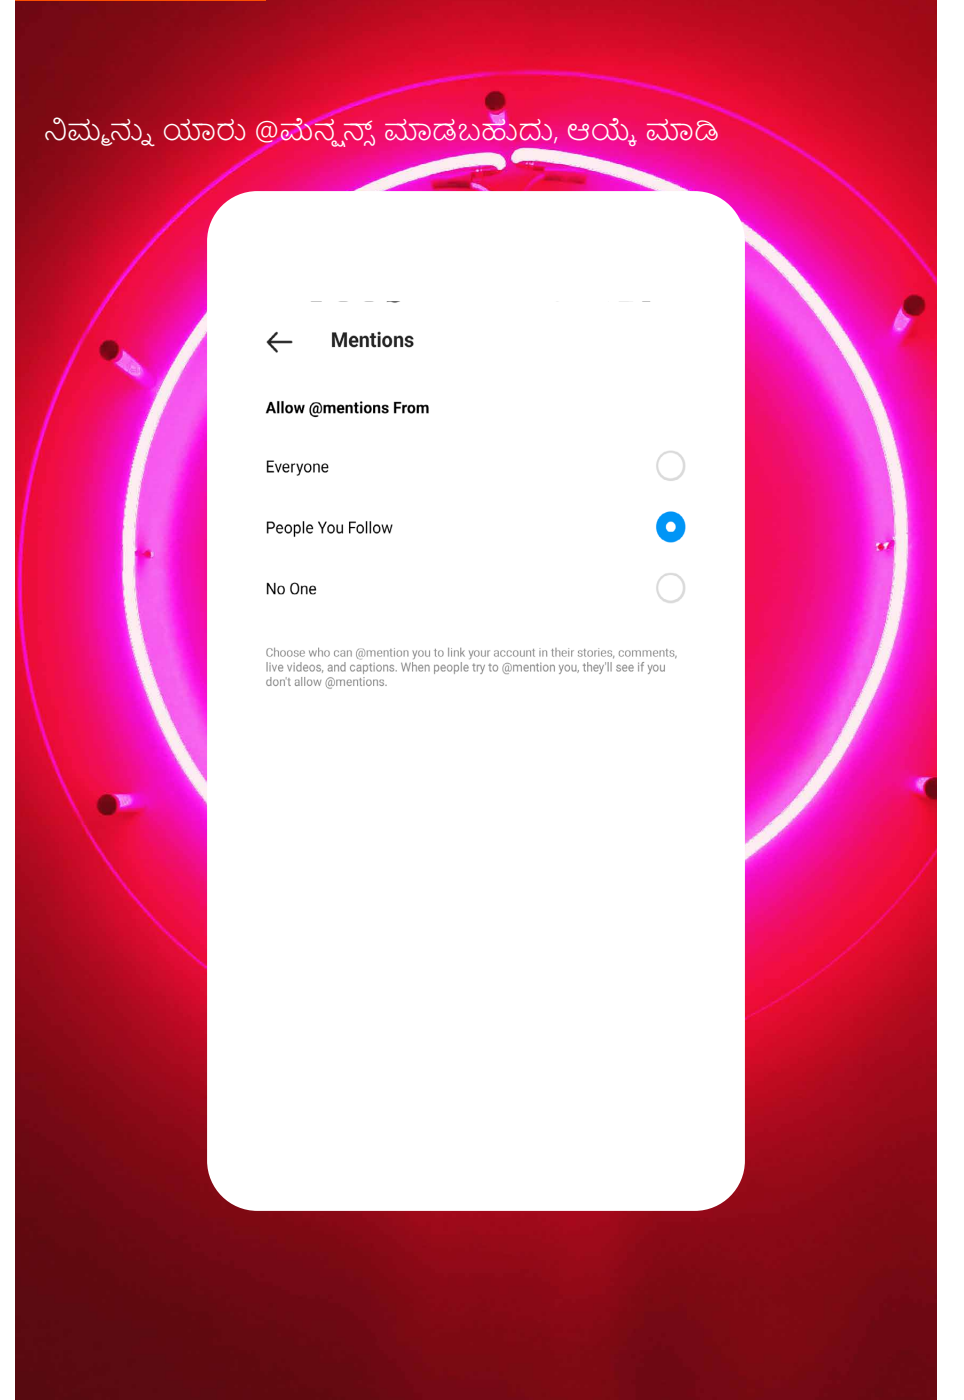 ನಿಮ್ಮನ್ನು ಯಾರು @ಮೆನ್ಷನ್ಸ್ ಮಾಡಬಹುದು, ಆಯ್ಕೆ ಮಾಡಿ
Mentions
Allow @mentions From
Everyone
People You Follow
No One
Choose who can @mention you to link your account in their stories, comments,
live videos, and captions. When people try to @mention you, they'll see if you
don't allow @mentions.